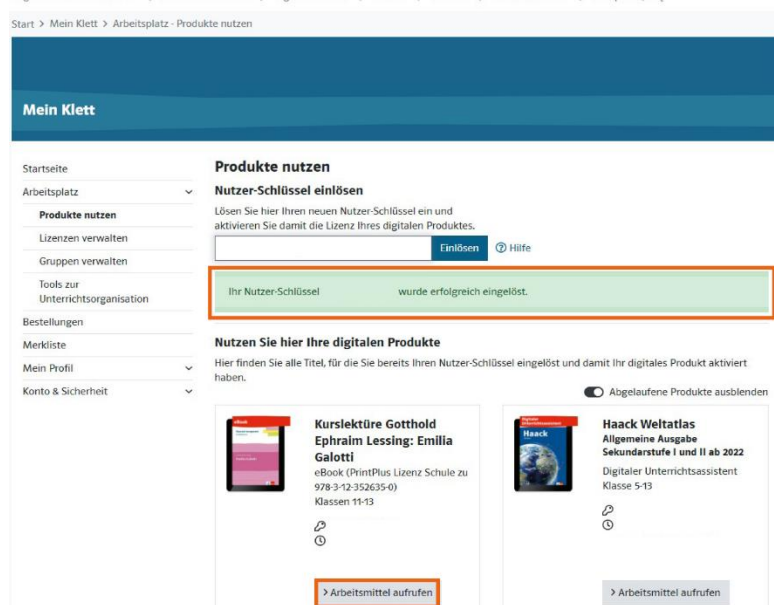 Start > Mein Klett > Arbeitsplatz - Produkte nutzen
Mein Klett
Startseite
Arbeitsplatz
Produkte nutzen
Lizenzen verwalten
Gruppen verwalten
Tools zur
Unterrichtsorganisation
Bestellungen
Merkliste
Mein Profil
Konto & Sicherheit
Produkte nutzen
Nutzer-Schlüssel einlösen
Lösen Sie hier Ihren neuen Nutzer-Schlüssel ein und
aktivieren Sie damit die Lizenz Ihres digitalen Produktes.
Einlösen
? Hilfe
Ihr Nutzer-Schlüssel wurde erfolgreich eingelöst.
Nutzen Sie hier Ihre digitalen Produkte
Hier finden Sie alle Titel, für die Sie bereits Ihren Nutzer-Schlüssel eingelöst und damit Ihr digitales Produkt aktiviert
haben.
Abgelaufene Produkte ausblenden
eBook
Kurslektüre Gotthold
Ephraim Lessing: Emilia
Galotti
eBook (PrintPlus Lizenz Schule zu
978-3-12-352635-0)
Klassen 11-13
> Arbeitsmittel aufrufen
Digitaler
Unterrichtsassistent
Haack
Haack Weltatlas
Allgemeine Ausgabe
Sekundarstufe I und II ab 2022
Digitaler Unterrichtsassistent
Klasse 5-13
> Arbeitsmittel aufrufen